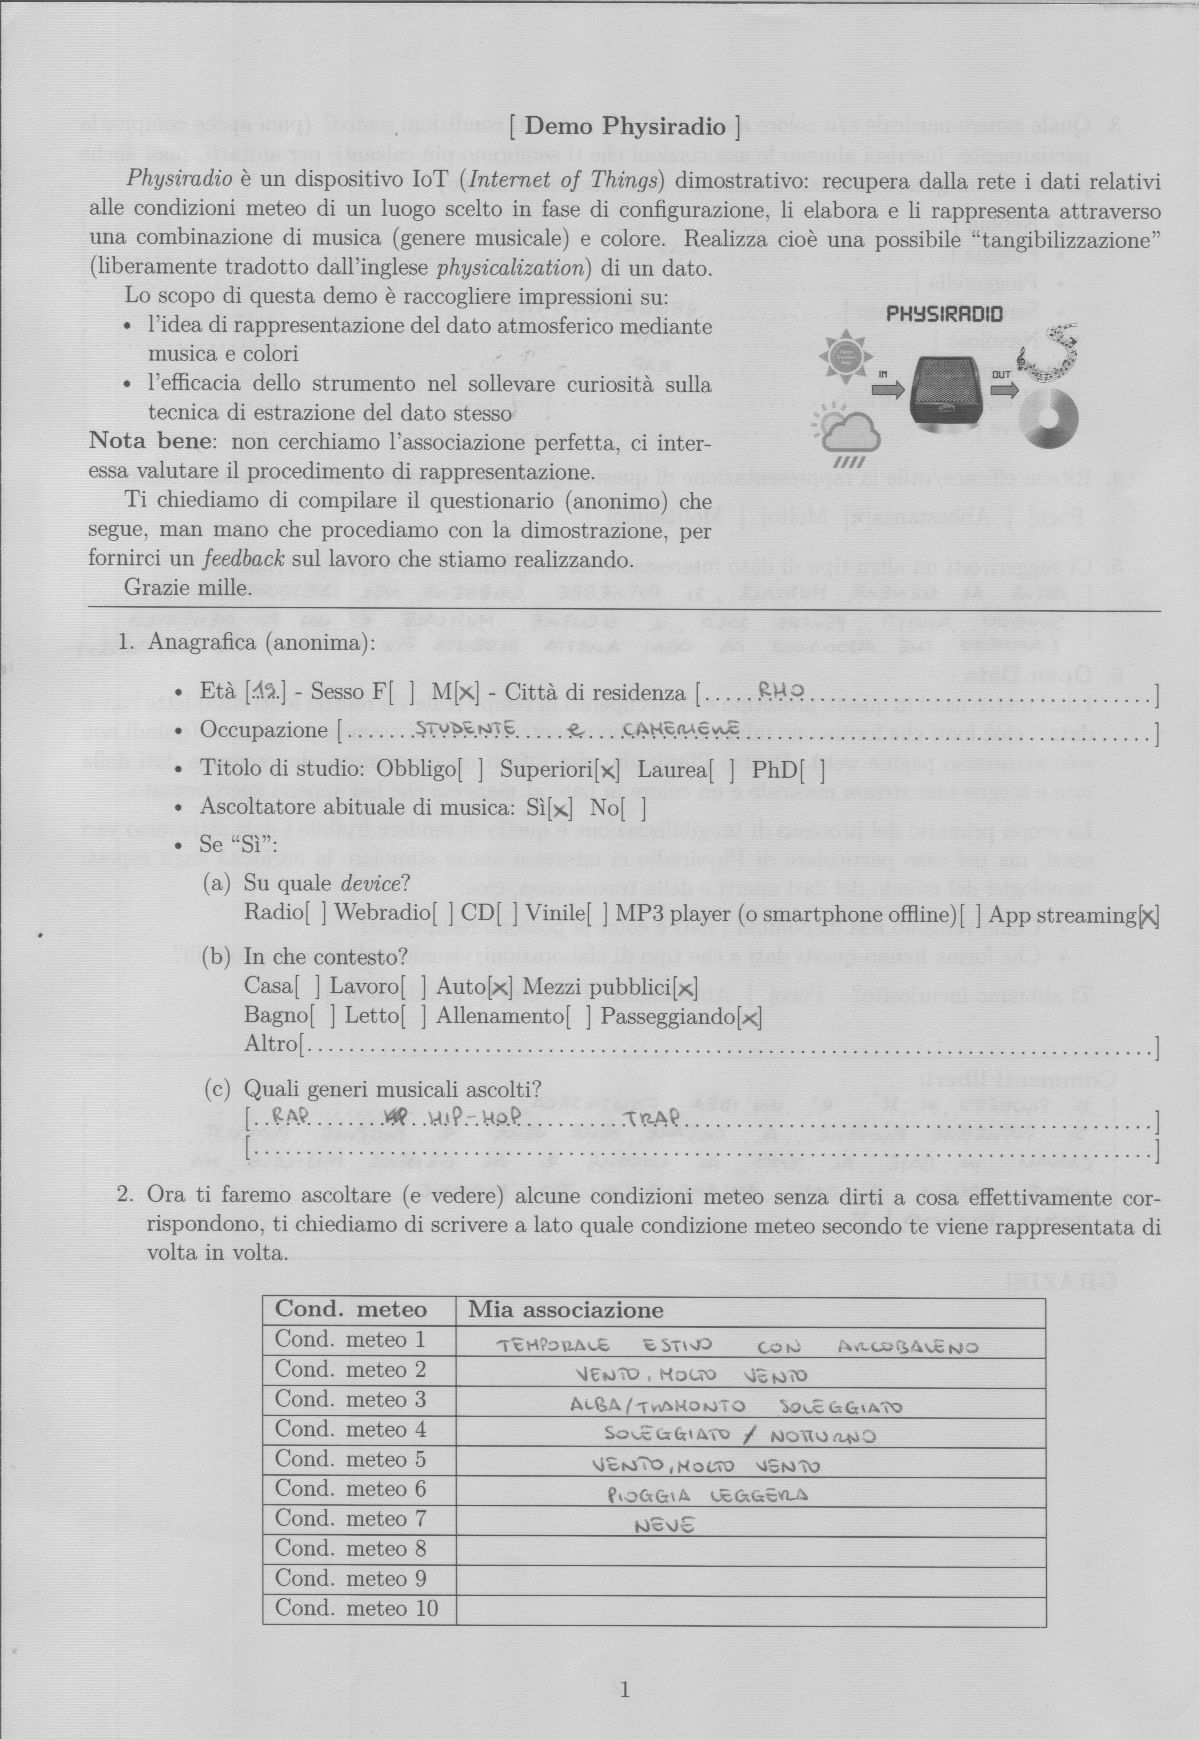 [ Demo Physiradio ]
Physiradio è un dispositivo IoT (Internet of Things) dimostrativo: recupera dalla rete i dati relativi
alle condizioni meteo di un luogo scelto in fase di configurazione, li elabora e li rappresenta attraverso
una combinazione di musica (genere musicale) e colore. Realizza cioè una possibile “tangibilizzazione”
(liberamente tradotto dall'inglese physicalization) di un dato.
Lo scopo di questa demo è raccogliere impressioni su:
• l'idea di rappresentazione del dato atmosferico mediante
musica e colori
• l'efficacia dello strumento nel sollevare curiosità sulla
tecnica di estrazione del dato stesso
Nota bene: non cerchiamo l'associazione perfetta, ci inter-
essa valutare il procedimento di rappresentazione.
Ti chiediamo di compilare il questionario (anonimo) che
segue, man mano che procediamo con la dimostrazione, per
fornirci un feedback sul lavoro che stiamo realizzando.
Grazie mille.
PHYSIRADIO
IN
OUT
1. Anagrafica (anonima):
• Età [.19.] - Sesso F[ ] M[x] - Città di residenza [.....RHO.....]
• Occupazione [.....STUDENTE e CAMERIERE.....]
• Titolo di studio: Obbligo[ ] Superiori[x] Laurea[ ] PhD[ ]
• Ascoltatore abituale di musica: Sì[x] No[ ]
• Se “Sì”:
(a) Su quale device?
Radio[ ] Webradio[ ] CD[ ] Vinile[ ] MP3 player (o smartphone offline)[ ] App streaming[x]
(b) In che contesto?
Casa[ ] Lavoro[ ] Auto[x] Mezzi pubblici[x]
Bagno[ ] Letto[ ] Allenamento[ ] Passeggiando[x]
Altro[..........]
(c) Quali generi musicali ascolti?
[..RAP.....HIP-HOP.....TRAP.....]
[..........]
2. Ora ti faremo ascoltare (e vedere) alcune condizioni meteo senza dirti a cosa effettivamente cor-
rispondono, ti chiediamo di scrivere a lato quale condizione meteo secondo te viene rappresentata di
volta in volta.
Cond. meteo Mia associazione
Cond. meteo 1 TEMPORALE ESTIVO CON ARCOBALENO
Cond. meteo 2 VENTO, MOLTO VENTO
Cond. meteo 3 ALBA/TRAMONTO SOLEGGIATO
Cond. meteo 4 SOLEGGIATO / NOTTURNO
Cond. meteo 5 VENTO, MOLTO VENTO
Cond. meteo 6 PIOGGIA LEGGERA
Cond. meteo 7 NEVE
Cond. meteo 8
Cond. meteo 9
Cond. meteo 10
1